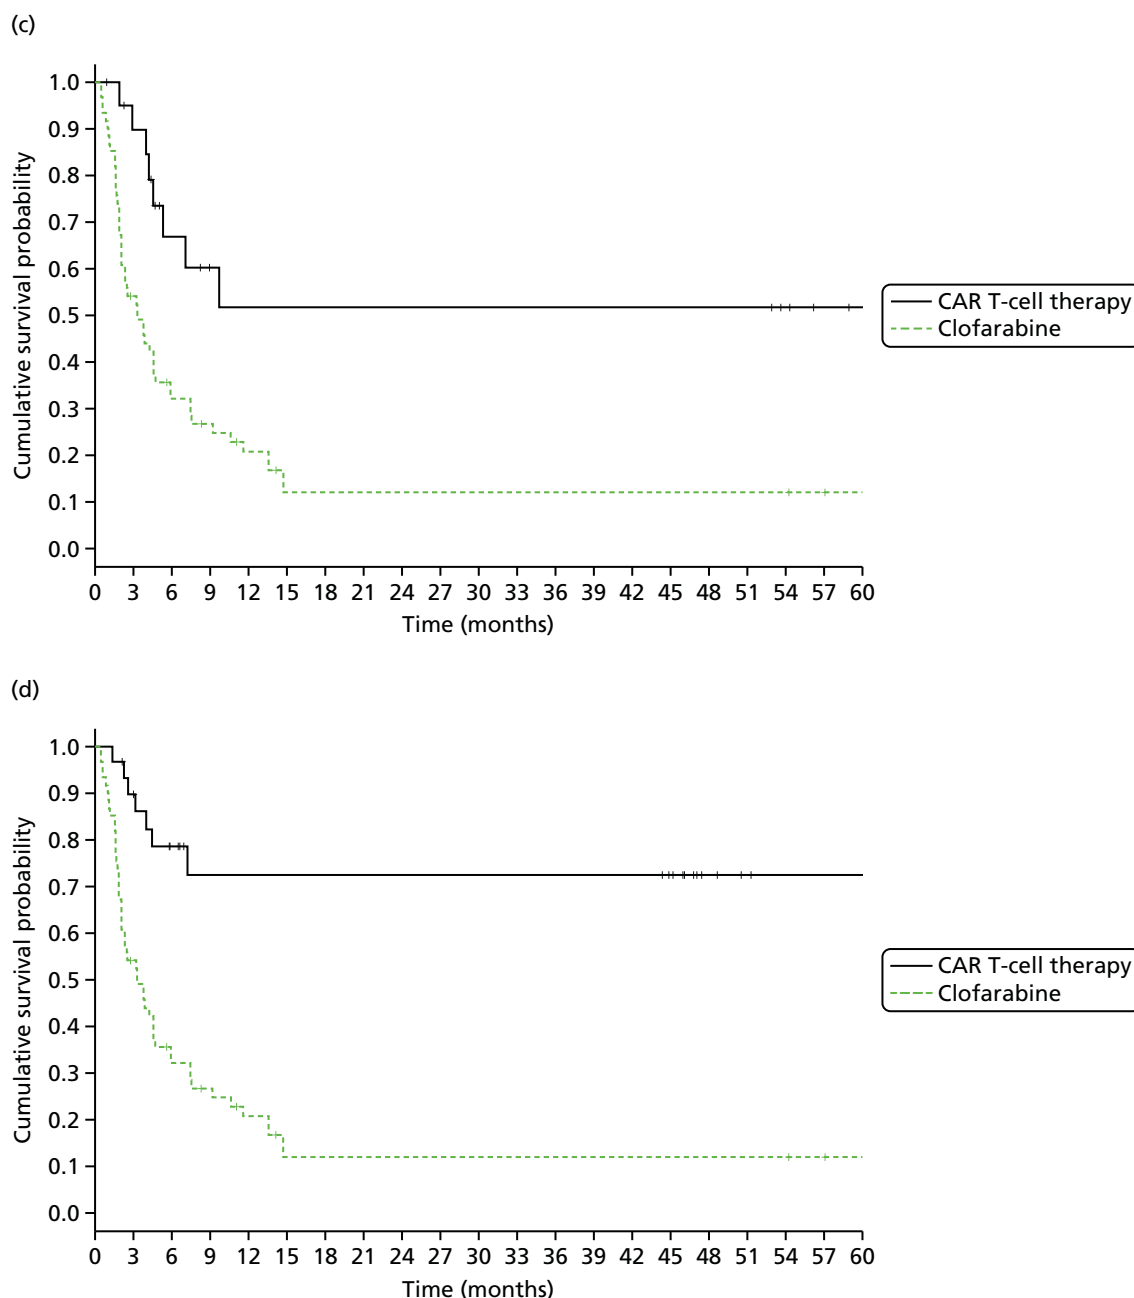 (c)
1.0
0.9
0.8
0.7
0.6
0.5
0.4
0.3
0.2
0.1
0.0
Cumulative survival probability
0 3 6 9 12 15 18 21 24 27 30 33 36 39 42 45 48 51 54 57 60
Time (months)
CAR T-cell therapy
Clofarabine
(d)
1.0
0.9
0.8
0.7
0.6
0.5
0.4
0.3
0.2
0.1
0.0
Cumulative survival probability
0 3 6 9 12 15 18 21 24 27 30 33 36 39 42 45 48 51 54 57 60
Time (months)
CAR T-cell therapy
Clofarabine